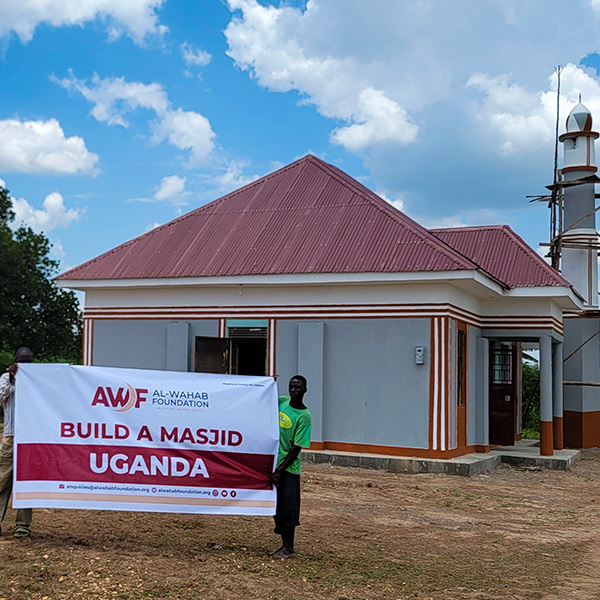 AWF AL-WAHAB
FOUNDATION
BUILD A MASJID
UGANDA
enquiries@alwahabfoundation.org alwahabfoundation.org